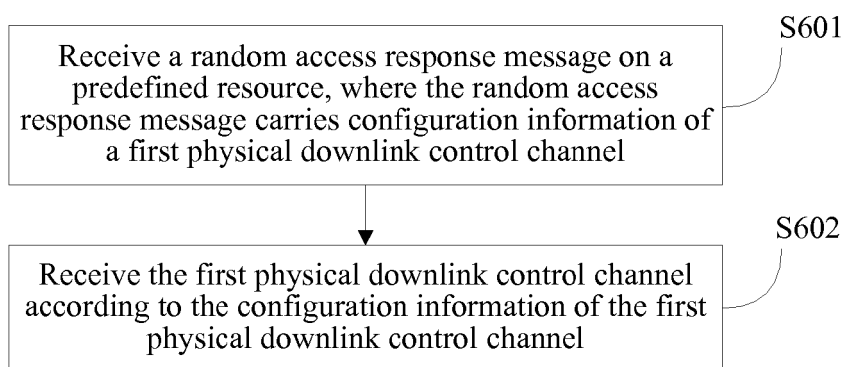 S601
Receive a random access response message on a
predefined resource, where the random access
response message carries configuration information of
a first physical downlink control channel
S602
Receive the first physical downlink control channel
according to the configuration information of the first
physical downlink control channel